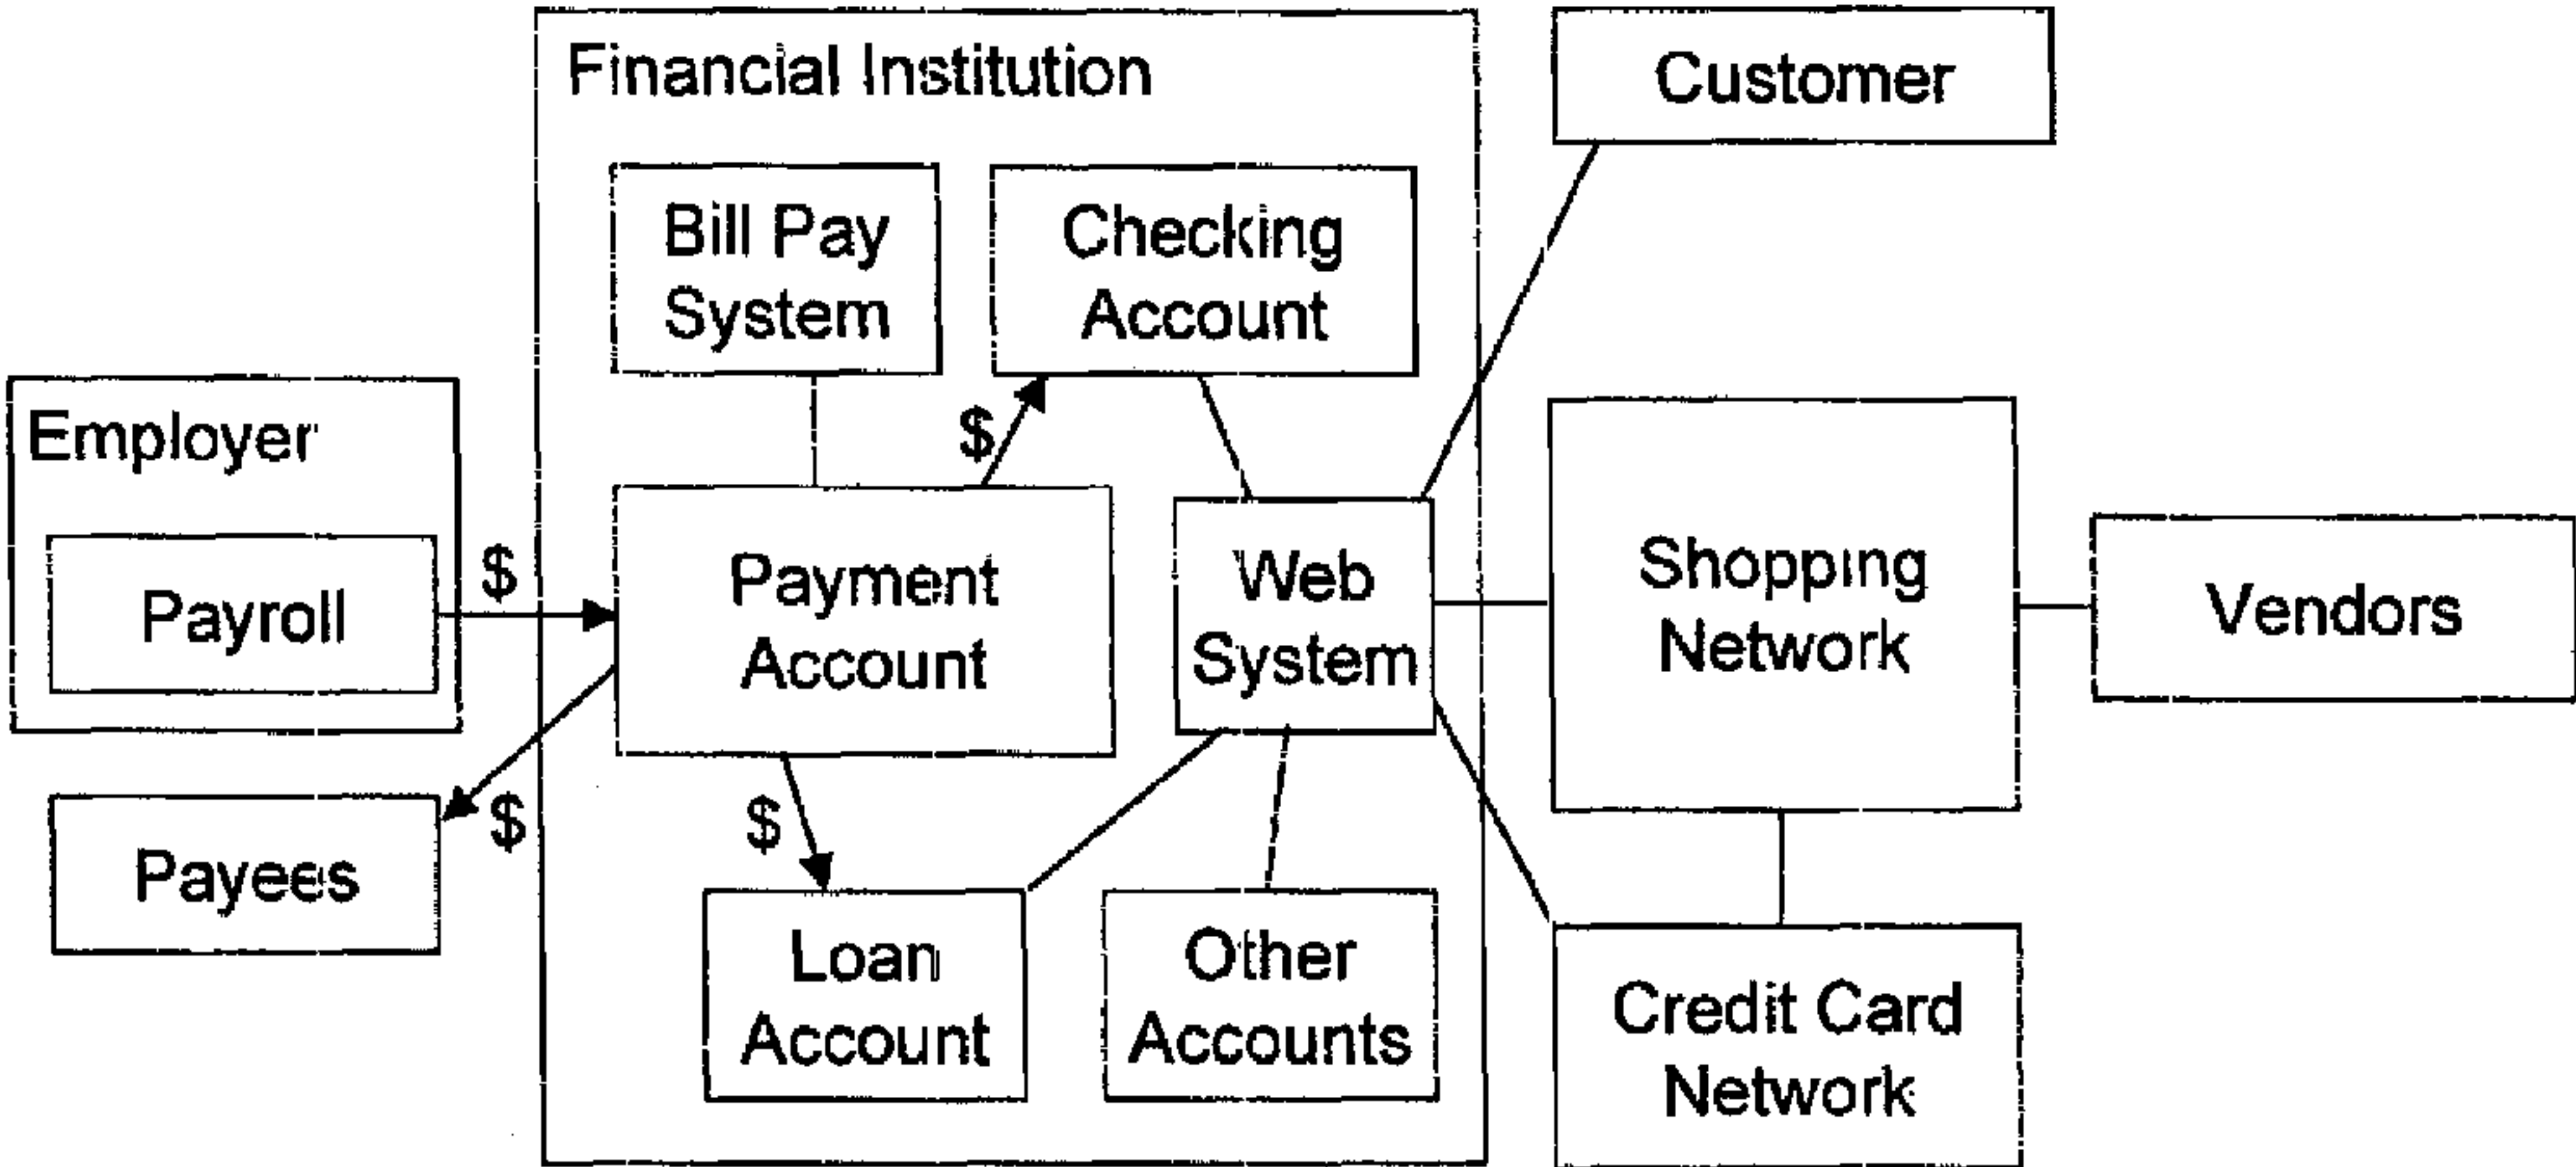 Financial Institution
Customer
Bill Pay
System
Checking
Account
Employer
$
Payroll
$
Payment
Account
Web
System
Shopping
Network
Vendors
Payees
$
$
Loan
Account
Other
Accounts
Credit Card
Network